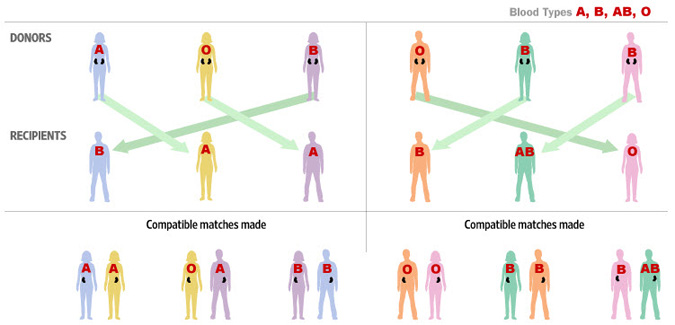 Blood Types A, B, AB, O
DONORS
A O B O B B
RECIPIENTS
B A A B AB O
Compatible matches made Compatible matches made
A A O A B B O O B B B AB